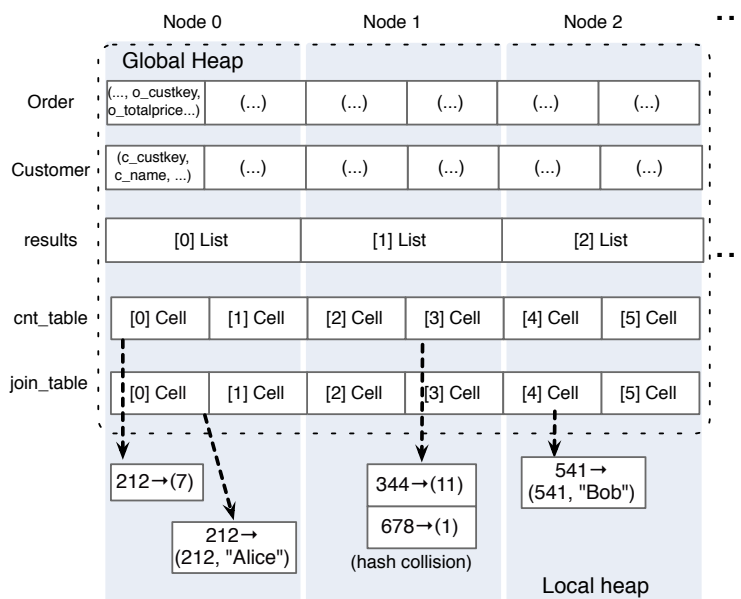 Node 0 Node 1 Node 2 ...
Global Heap
Order (..., o_custkey, (...) (...) (...) (...) (...)
o_totalprice...)
Customer (c_custkey, (...) (...) (...) (...) (...)
c_name, ...)
results [0] List [1] List [2] List ...
cnt_table [0] Cell [1] Cell [2] Cell [3] Cell [4] Cell [5] Cell
join_table [0] Cell [1] Cell [2] Cell [3] Cell [4] Cell [5] Cell
212→(7)
212→
(212, "Alice")
344→(11)
678→(1)
(hash collision)
541→
(541, "Bob")
Local heap